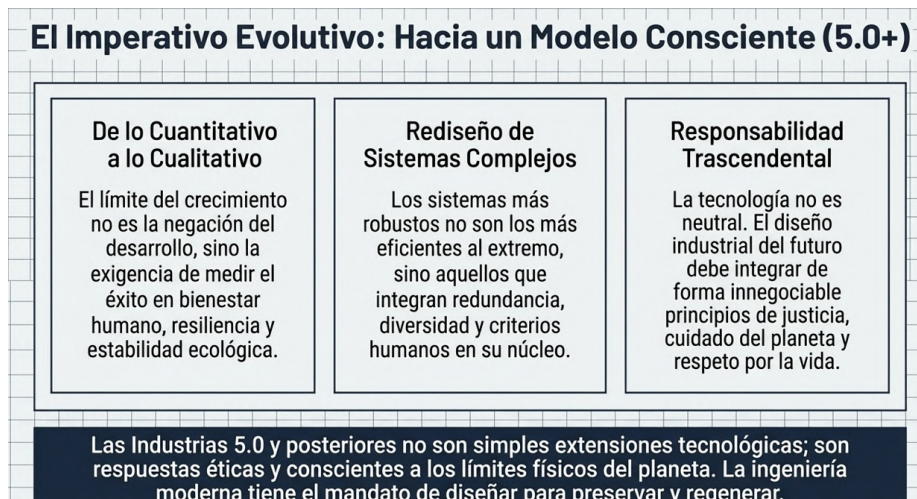 El Imperativo Evolutivo: Hacia un Modelo Consciente (5.0+)
De lo Cuantitativo
a lo Cualitativo
El límite del crecimiento
no es la negación del
desarrollo, sino la
exigencia de medir el
éxito en bienestar
humano, resiliencia y
estabilidad ecológica.
Rediseño de
Sistemas Complejos
Los sistemas más
robustos no son los más
eficientes al extremo,
sino aquellos que
integran redundancia,
diversidad y criterios
humanos en su núcleo.
Responsabilidad
Trascendental
La tecnología no es
neutral. El diseño
industrial del futuro
debe integrar de
forma innegociable
principios de justicia,
cuidado del planeta y
respeto por la vida.
Las Industrias 5.0 y posteriores no son simples extensiones tecnológicas; son
respuestas éticas y conscientes a los límites físicos del planeta. La ingeniería
moderna tiene el mandato de diseñar para preservar y regenerar.